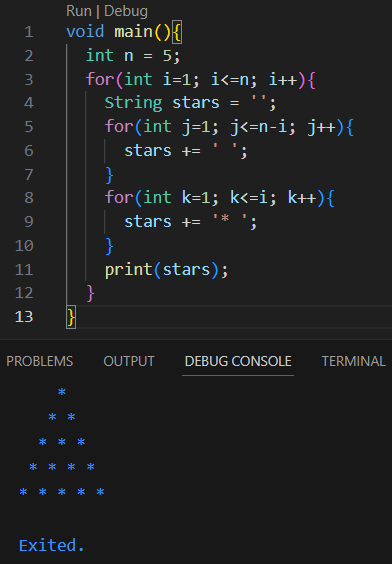 Run | Debug
1 void main(){
2   int n = 5;
3   for(int i=1; i<=n; i++){
4     String stars = '';
5     for(int j=1; j<=n-i; j++){
6       stars += ' ';
7     }
8     for(int k=1; k<=i; k++){
9       stars += '* ';
10     }
11     print(stars);
12   }
13 }
PROBLEMS OUTPUT DEBUG CONSOLE TERMINAL
    *
   * *
  * * *
 * * * *
* * * * *
Exited.